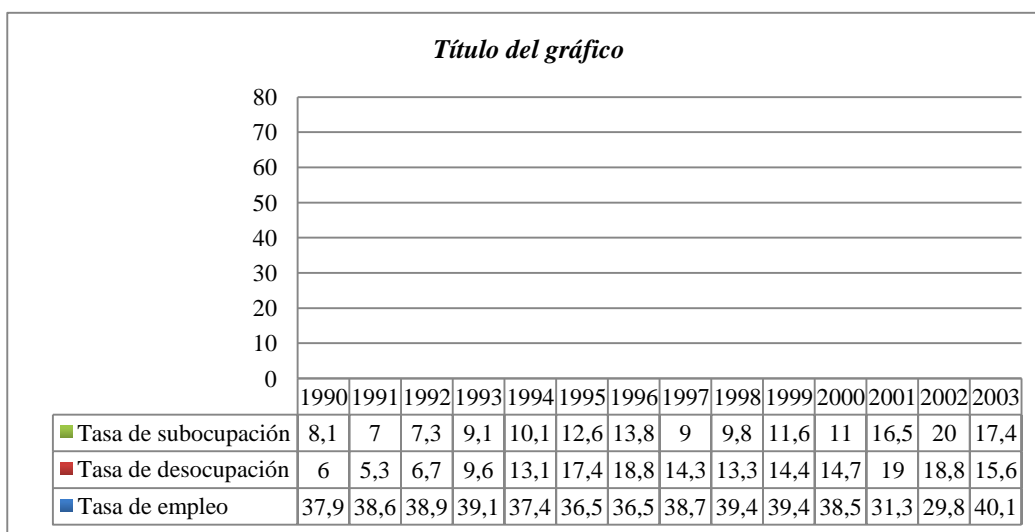 Título del gráfico
80
70
60
50
40
30
20
10
0
1990 1991 1992 1993 1994 1995 1996 1997 1998 1999 2000 2001 2002 2003
Tasa de subocupación 8,1 7 7,3 9,1 10,1 12,6 13,8 9 9,8 11,6 11 16,5 20 17,4
Tasa de desocupación 6 5,3 6,7 9,6 13,1 17,4 18,8 14,3 13,3 14,4 14,7 19 18,8 15,6
Tasa de empleo 37,9 38,6 38,9 39,1 37,4 36,5 36,5 38,7 39,4 39,4 38,5 31,3 29,8 40,1